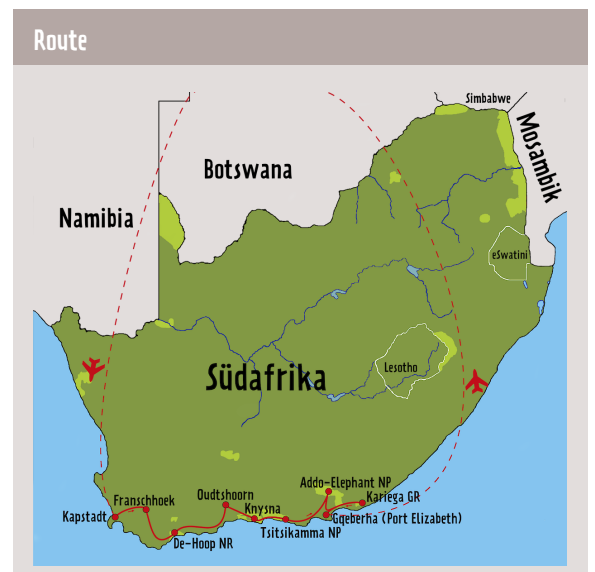 Route
Simbabwe
Mosambik
Botswana
Namibia
eSwatini
Südafrika
Lesotho
Addo-Elephant NP
Kariega GR
Oudtshoorn
Franschhoek
Knysna
Kapstadt
Gqeberha (Port Elizabeth)
Tsitsikamma NP
De-Hoop NR